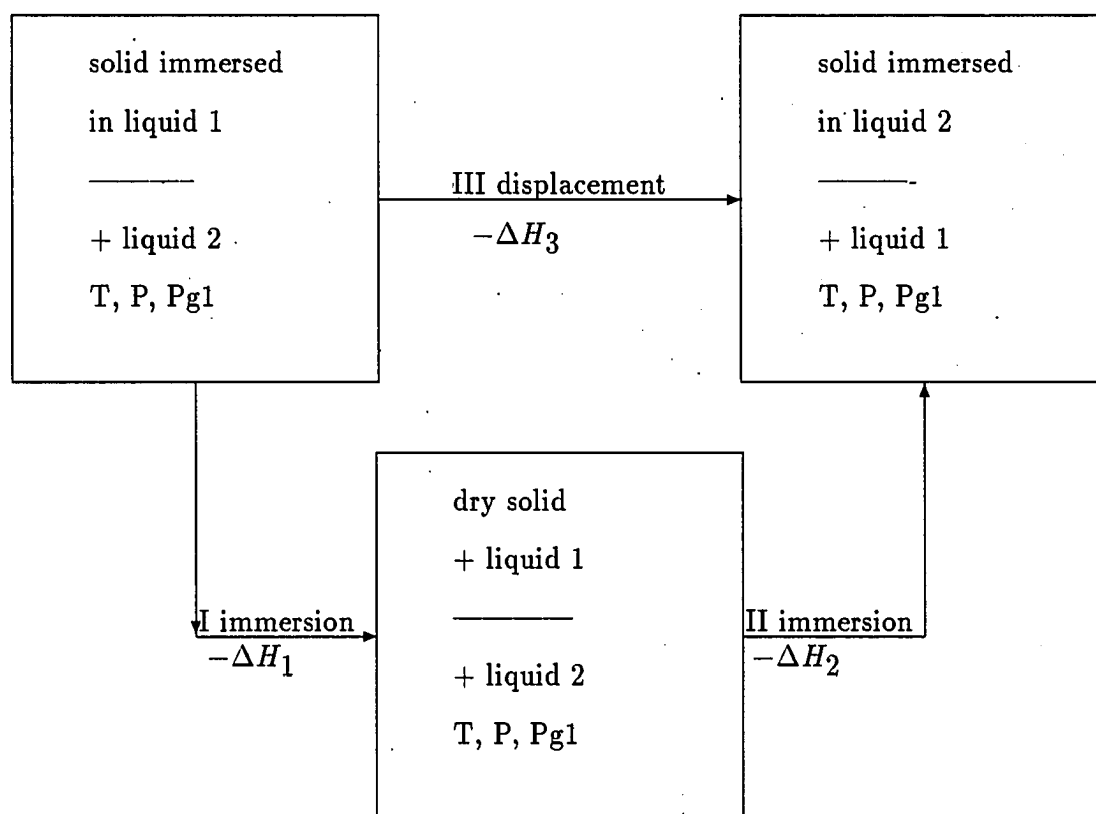 solid immersed
in liquid 1
+ liquid 2
T, P, Pg1
III displacement
−ΔH3
solid immersed
in liquid 2
+ liquid 1
T, P, Pg1
I immersion
−ΔH1
dry solid
+ liquid 1
+ liquid 2
T, P, Pg1
II immersion
−ΔH2